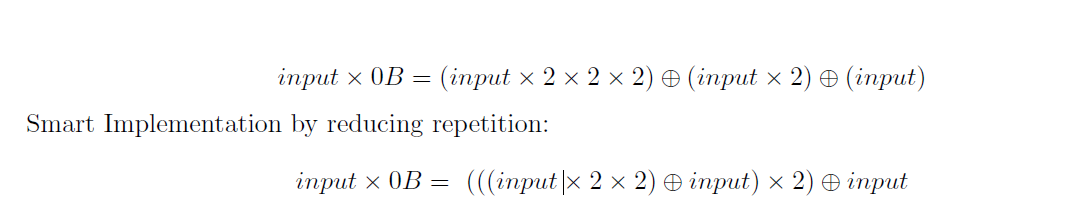 input × 0B = (input × 2 × 2 × 2) ⊕ (input × 2) ⊕ (input)
Smart Implementation by reducing repetition:
input × 0B = (((input|× 2 × 2) ⊕ input) × 2) ⊕ input